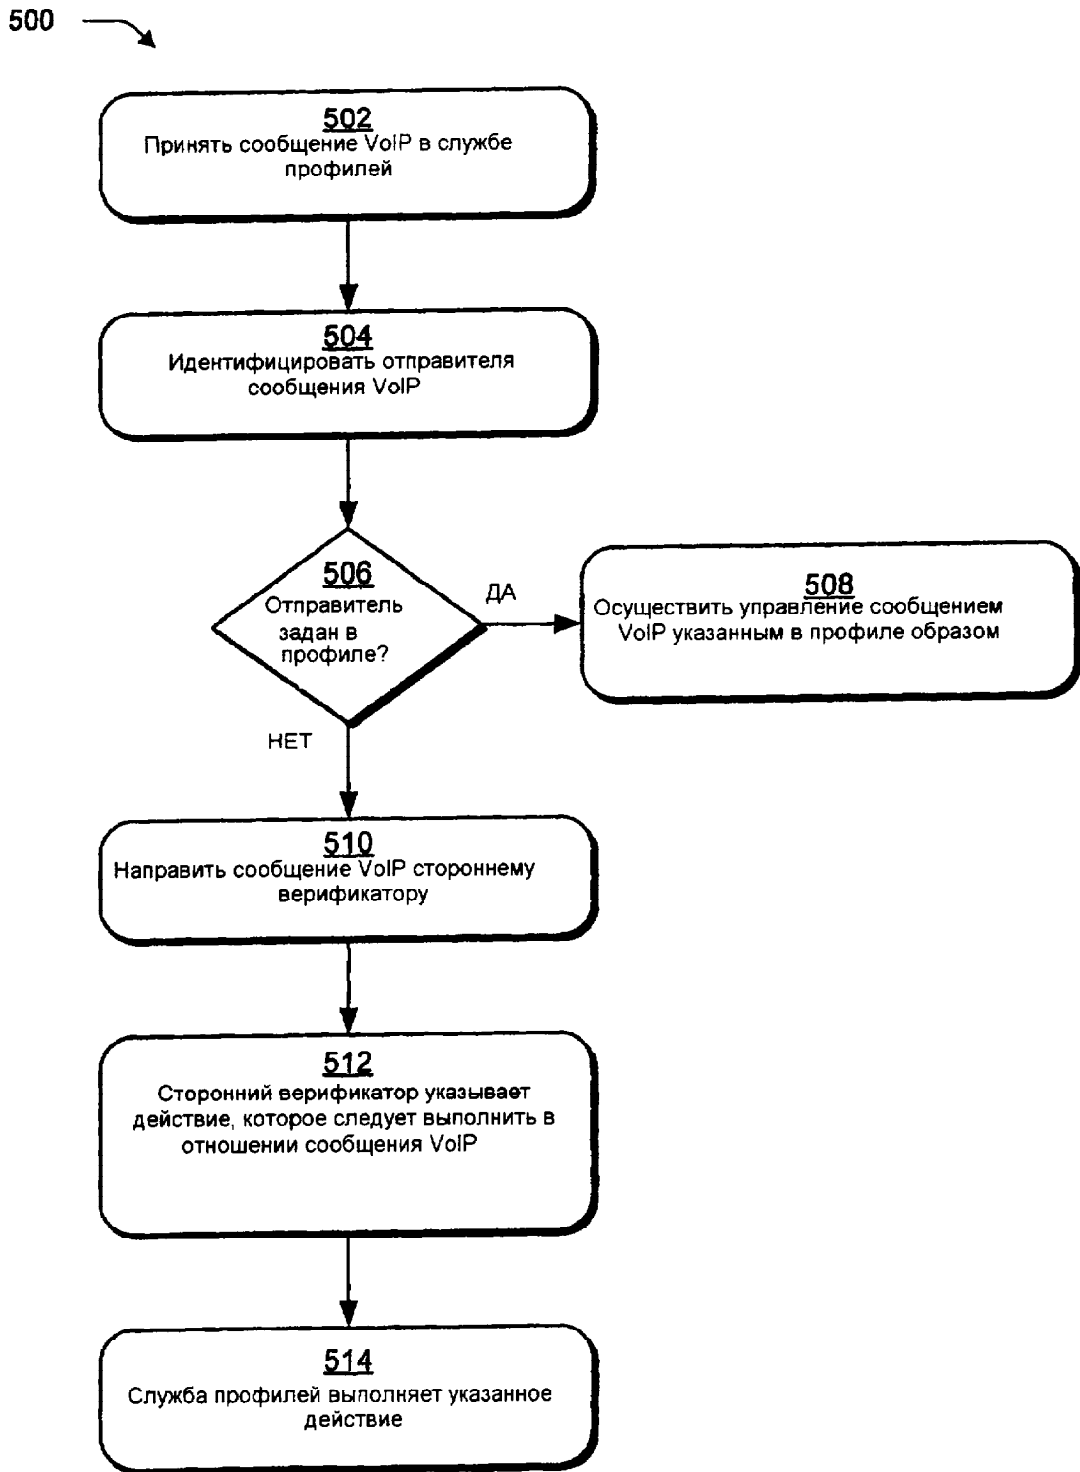 500
502
Принять сообщение VoIP в службе
профилей
504
Идентифицировать отправителя
сообщения VoIP
506
Отправитель
задан в
профиле?
ДА
508
Осуществить управление сообщением
VoIP указанным в профиле образом
НЕТ
510
Направить сообщение VoIP стороннему
верификатору
512
Сторонний верификатор указывает
действие, которое следует выполнить в
отношении сообщения VoIP
514
Служба профилей выполняет указанное
действие